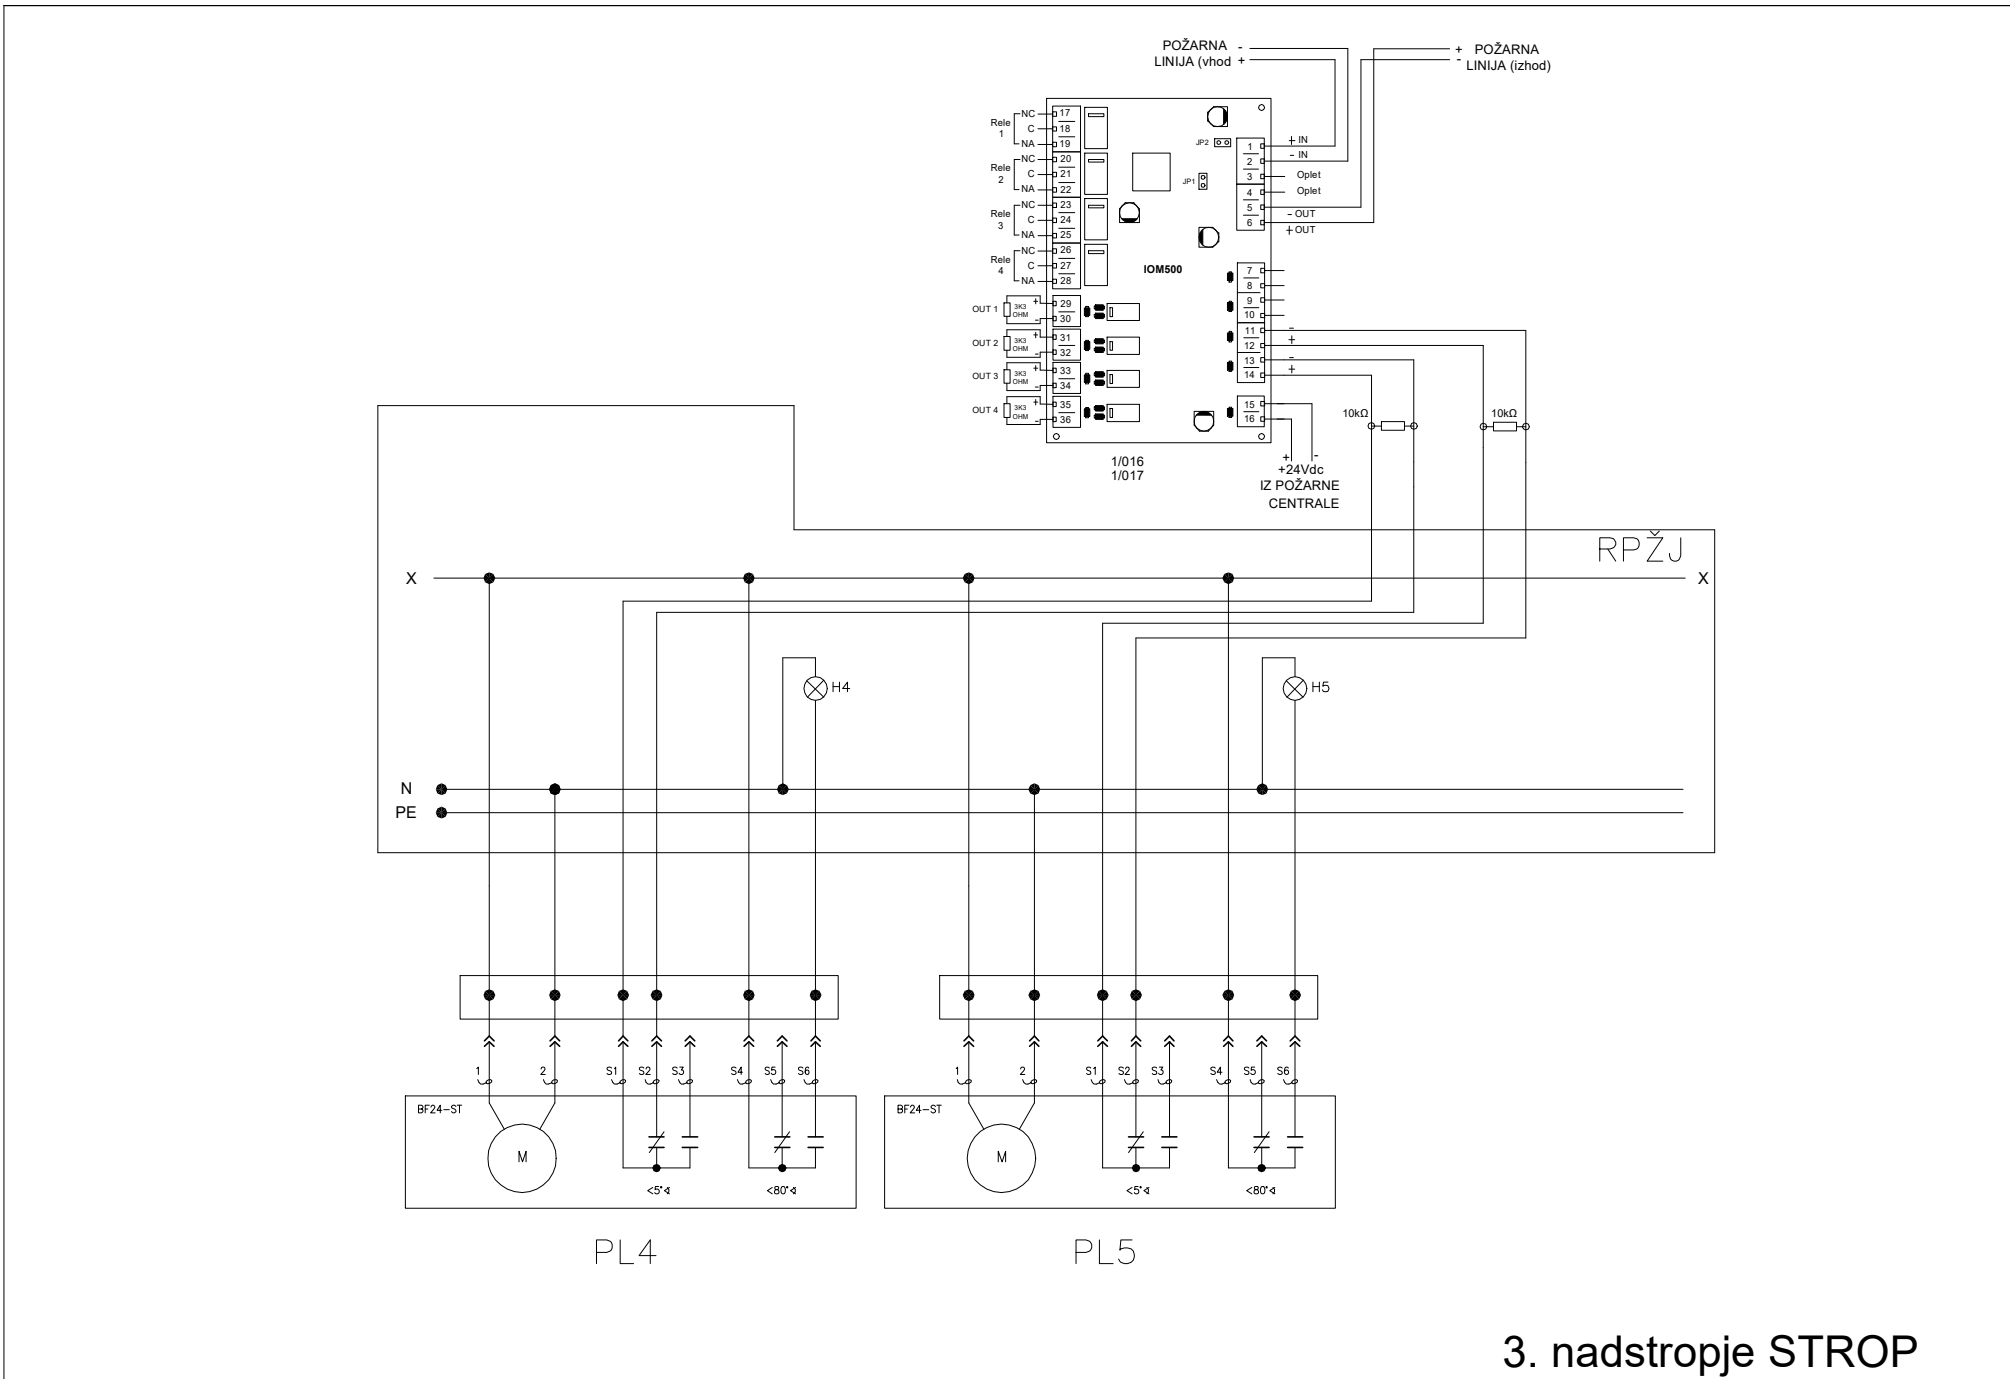 POŽARNA -
LINIJA (vhod +
+ POŽARNA
- LINIJA (izhod)
Rele
1
NC
C
NA
17
18
19
Rele
2
NC
C
NA
20
21
22
Rele
3
NC
C
NA
23
24
25
Rele
4
NC
C
NA
26
27
28
OUT 1
3K3
OHM
+
-
29
30
OUT 2
3K3
OHM
+
-
31
32
OUT 3
3K3
OHM
+
-
33
34
OUT 4
3K3
OHM
+
-
35
36
JP2
JP1
IOM500
1
2
3
4
5
6
+ IN
- IN
Oplet
Oplet
- OUT
+ OUT
7
8
9
10
11 -
12 +
13 -
14 +
15
16
10kΩ
10kΩ
1/016
1/017
+ -
+24Vdc
IZ POŽARNE
CENTRALE
RPŽJ
X X
H4
H5
N
PE
1 2 S1 S2 S3 S4 S5 S6
BF24-ST
M
<5°
<80°
PL4
1 2 S1 S2 S3 S4 S5 S6
BF24-ST
M
<5°
<80°
PL5
3. nadstropje STROP